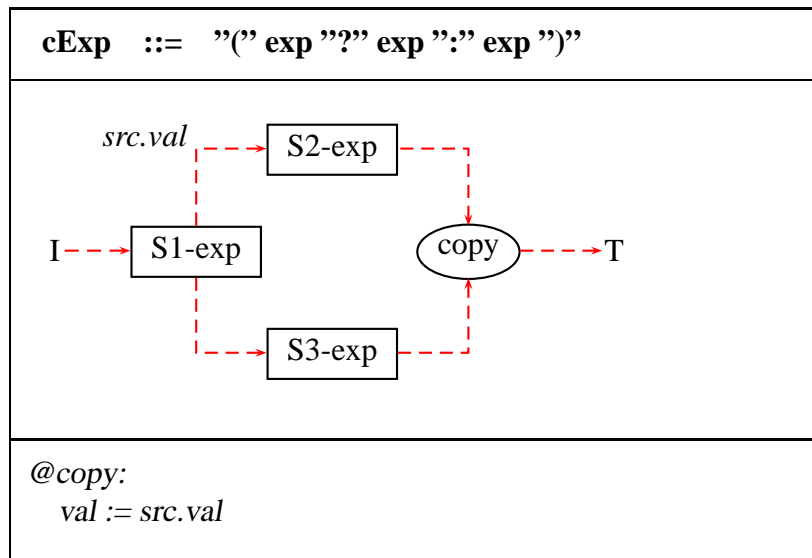 cExp ::= ”(” exp ”?” exp ”:” exp ”)”
src.val
S2-exp
I
S1-exp
copy
T
S3-exp
@copy:
val := src.val